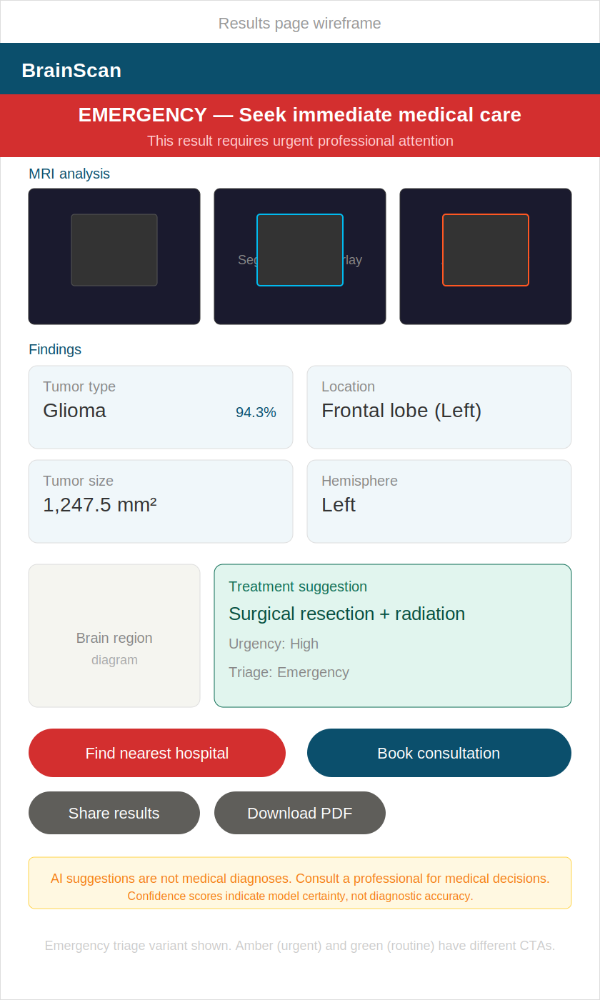 Results page wireframe
BrainScan
EMERGENCY — Seek immediate medical care
This result requires urgent professional attention
MRI analysis
Findings
Tumor type
Glioma 94.3%
Location
Frontal lobe (Left)
Tumor size
1,247.5 mm²
Hemisphere
Left
Brain region
diagram
Treatment suggestion
Surgical resection + radiation
Urgency: High
Triage: Emergency
Find nearest hospital
Book consultation
Share results
Download PDF
AI suggestions are not medical diagnoses. Consult a professional for medical decisions.
Confidence scores indicate model certainty, not diagnostic accuracy.
Emergency triage variant shown. Amber (urgent) and green (routine) have different CTAs.